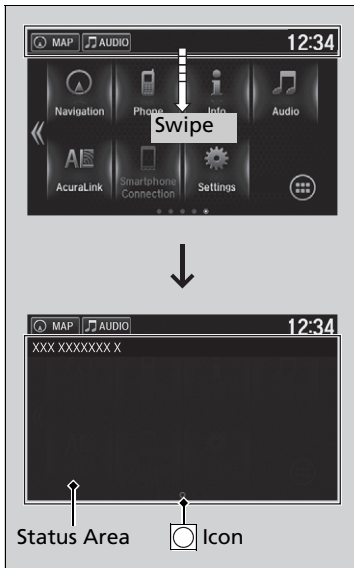 MAP AUDIO 12:34
Navigation Phone Info Audio
Swipe
AcuraLink Smartphone Connection Settings
MAP AUDIO 12:34
XXX XXXXXXX X
Status Area Icon